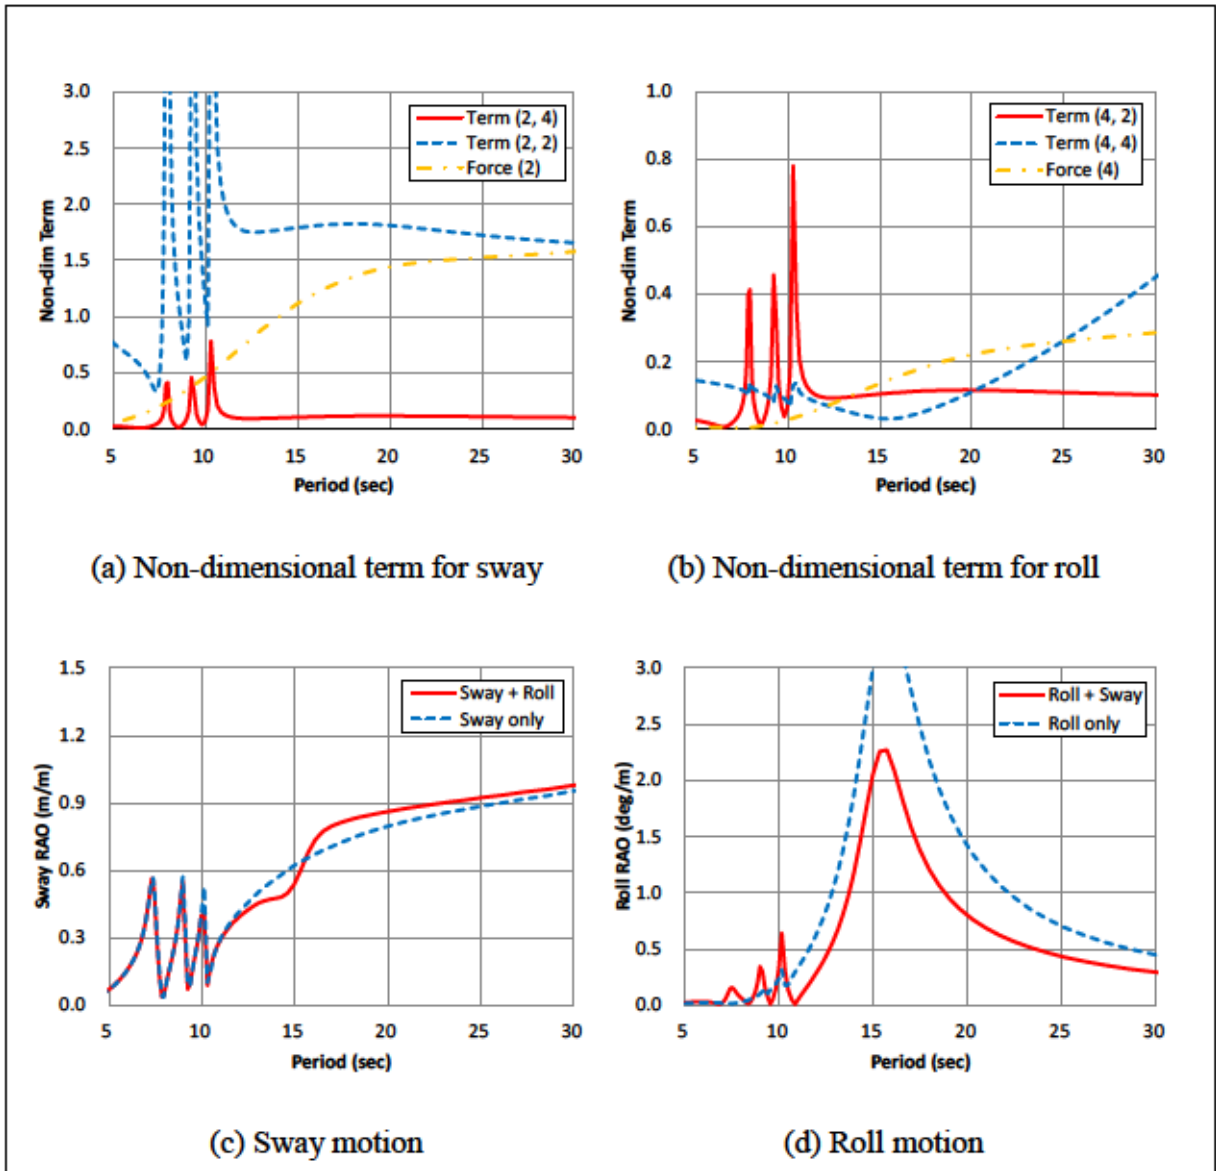 3.0
2.5
2.0
1.5
1.0
0.5
0.0
Non-dim Term
Term (2, 4)
Term (2, 2)
Force (2)
5 10 15 20 25 30
Period (sec)
(a) Non-dimensional term for sway
1.0
0.8
0.6
0.4
0.2
0.0
Non-dim Term
Term (4, 2)
Term (4, 4)
Force (4)
5 10 15 20 25 30
Period (sec)
(b) Non-dimensional term for roll
1.5
1.2
0.9
0.6
0.3
0.0
Sway RAO (m/m)
Sway + Roll
Sway only
5 10 15 20 25 30
Period (sec)
(c) Sway motion
3.0
2.5
2.0
1.5
1.0
0.5
0.0
Roll RAO (deg/m)
Roll + Sway
Roll only
5 10 15 20 25 30
Period (sec)
(d) Roll motion